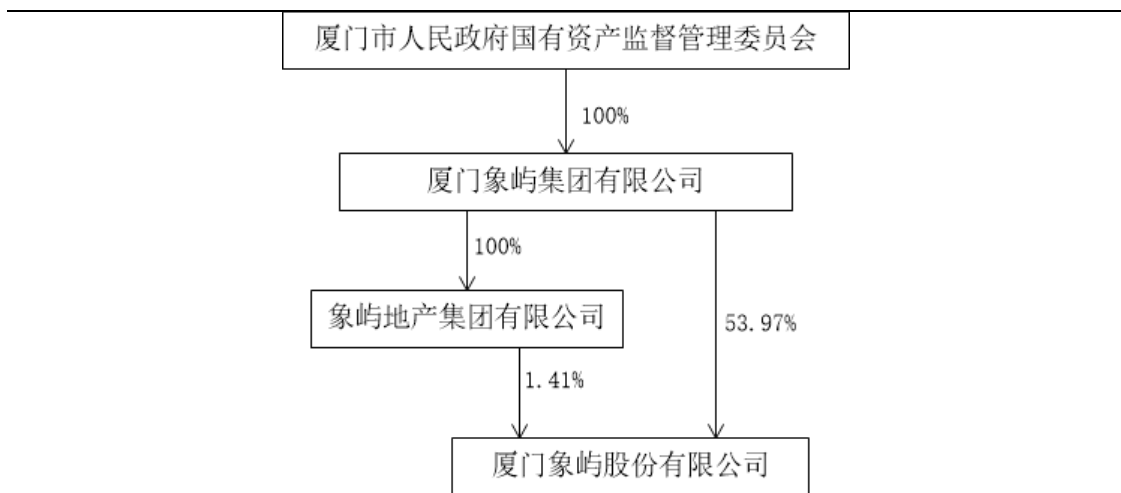 厦门市人民政府国有资产监督管理委员会
100%
厦门象屿集团有限公司
100%
象屿地产集团有限公司
53.97%
1.41%
厦门象屿股份有限公司